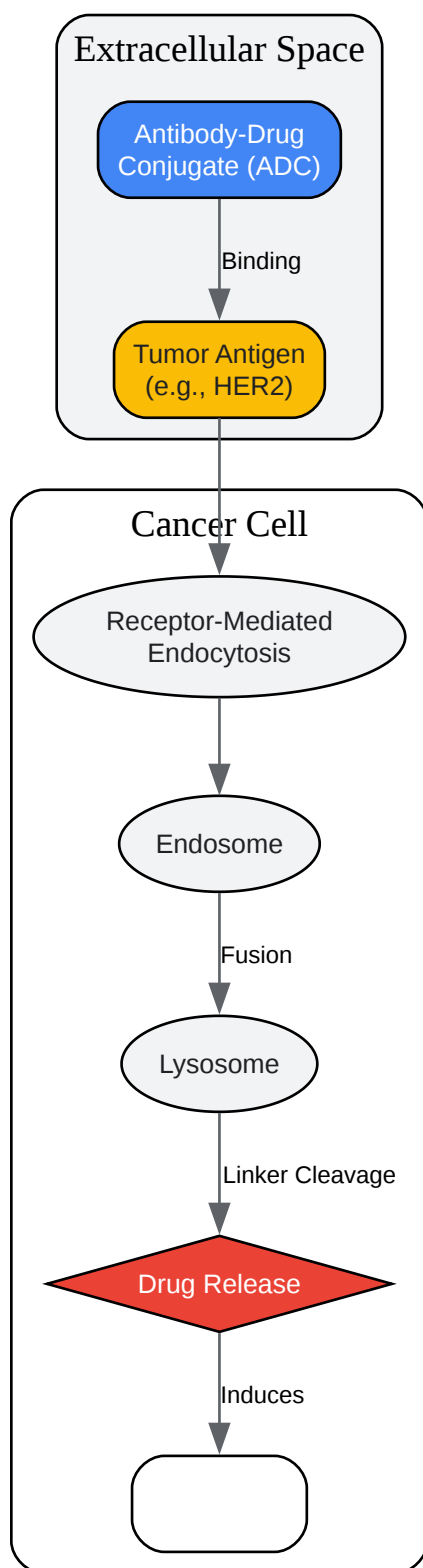 Extracellular Space
Antibody-Drug
Conjugate (ADC)
Binding
Tumor Antigen
(e.g., HER2)
Cancer Cell
Receptor-Mediated
Endocytosis
Endosome
Fusion
Lysosome
Linker Cleavage
Drug Release
Induces